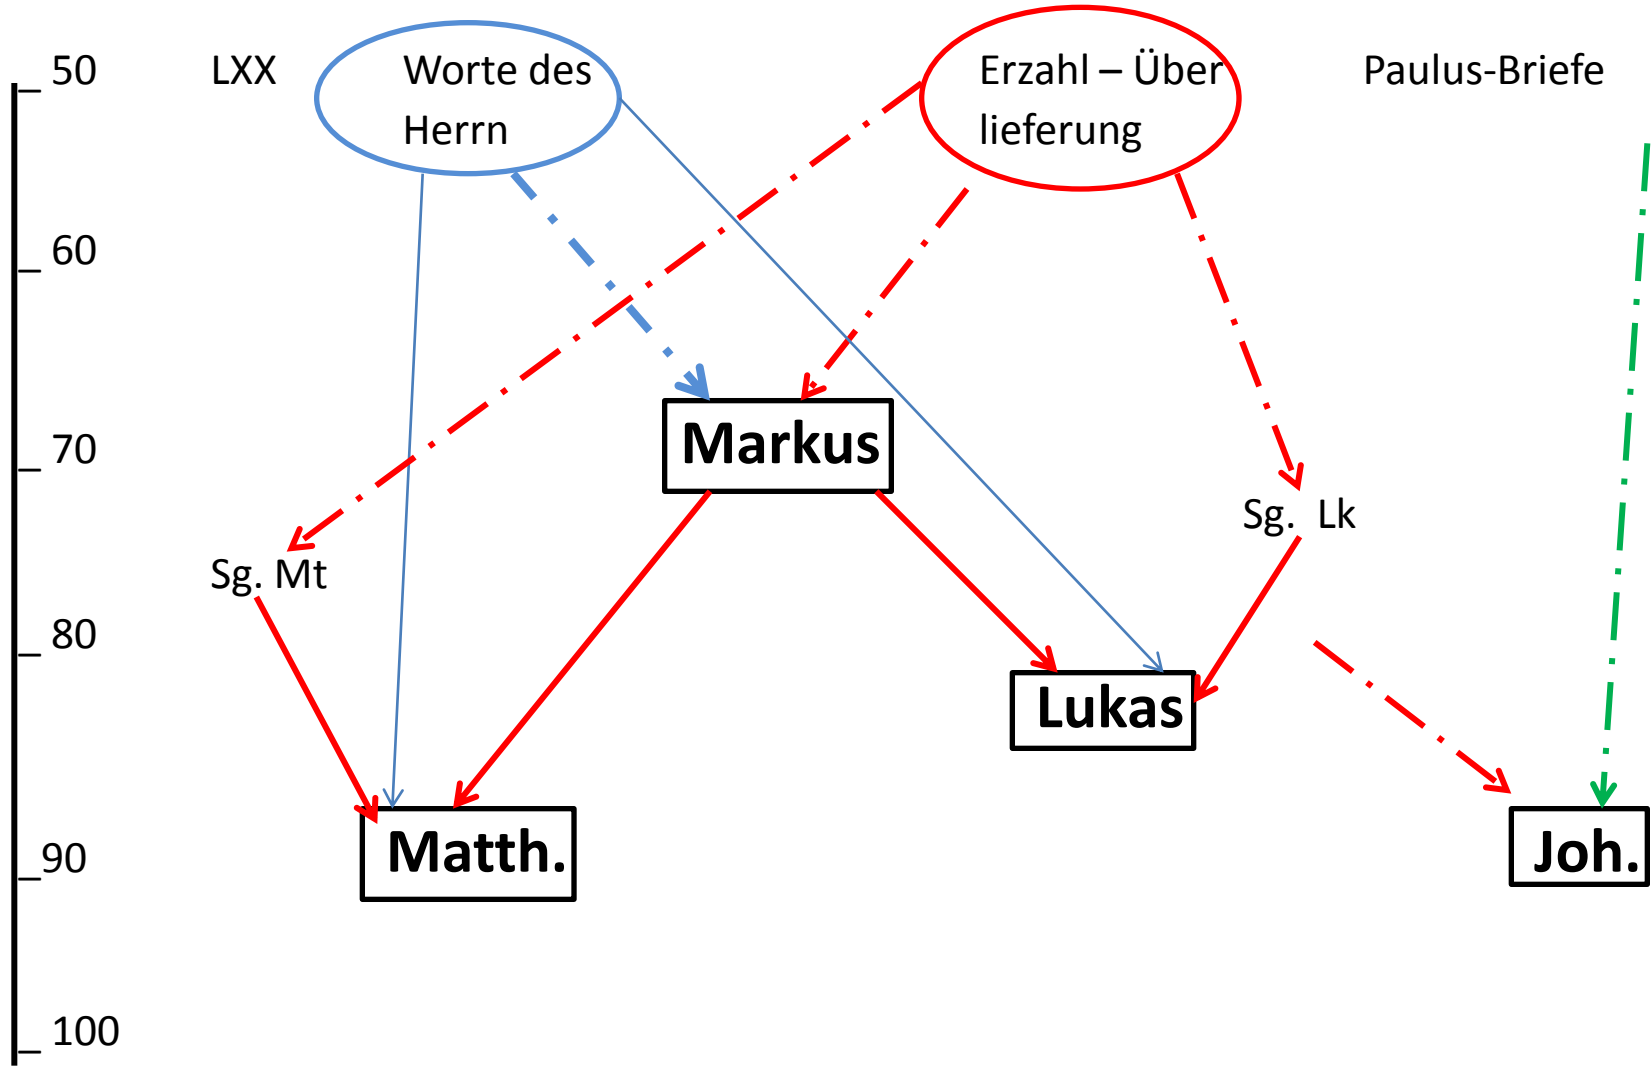 50 LXX Worte des Erzahl – Über Paulus-Briefe
Herrn lieferung
60
Markus
70
Sg. Lk
Sg. Mt
80
Lukas
Matth. Joh.
90
100